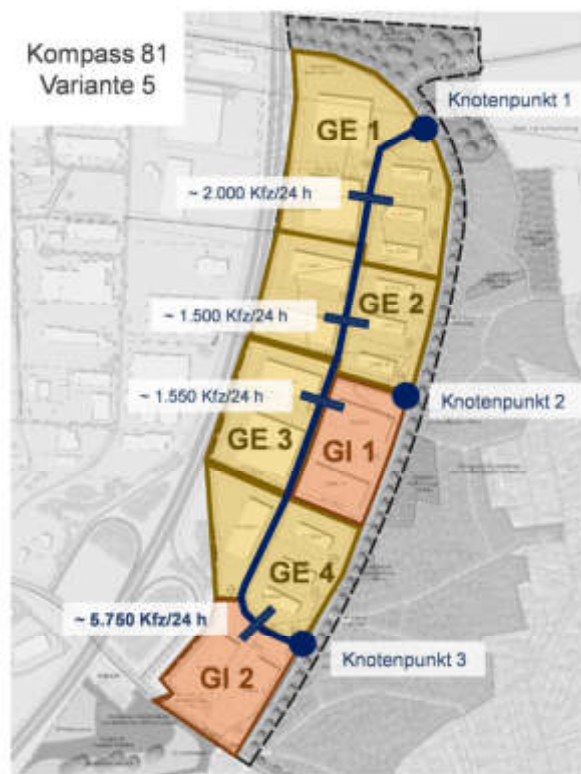 Kompass 81
Variante 5
Knotenpunkt 1
GE 1
~ 2.000 Kfz/24 h
GE 2
~ 1.500 Kfz/24 h
~ 1.550 Kfz/24 h
Knotenpunkt 2
GE 3
GI 1
GE 4
~ 5.750 Kfz/24 h
Knotenpunkt 3
GI 2